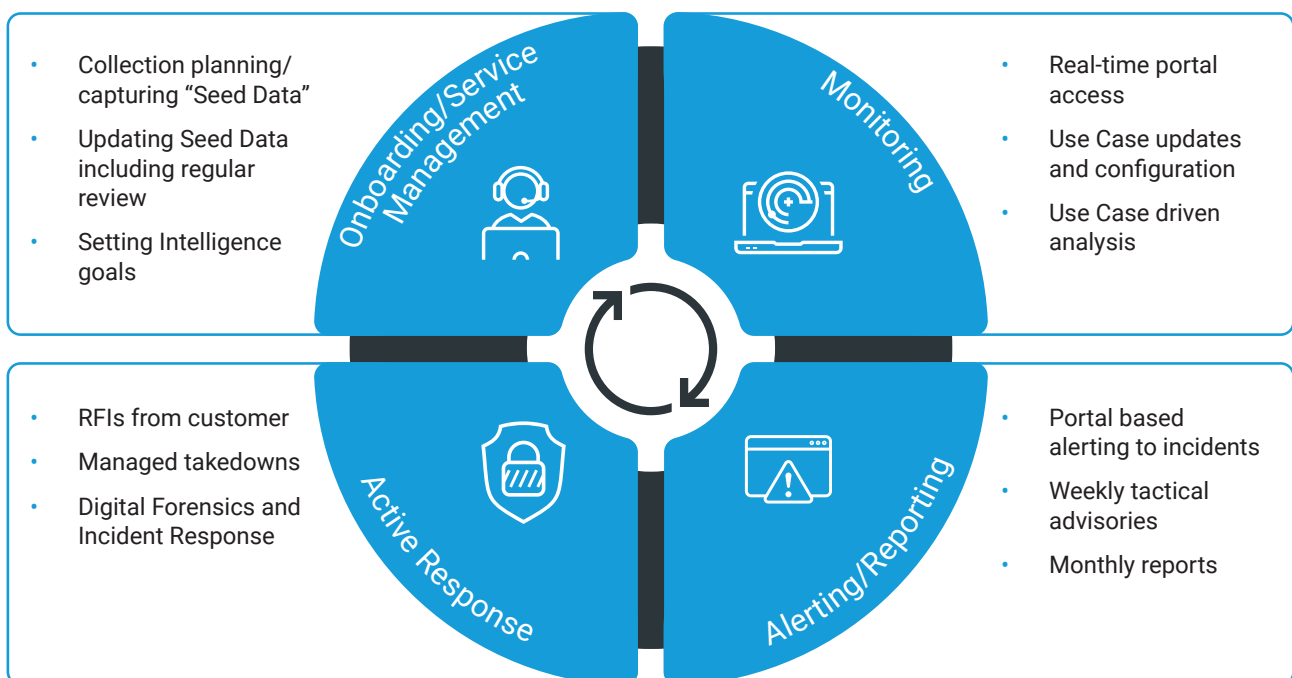 Collection planning/
capturing “Seed Data”
Updating Seed Data
including regular
review
Setting Intelligence
goals
Onboarding/Service
Management
Monitoring
Real-time portal
access
Use Case updates
and configuration
Use Case driven
analysis
RFIs from customer
Managed takedowns
Digital Forensics and
Incident Response
Active Response
Alerting/Reporting
Portal based
alerting to incidents
Weekly tactical
advisories
Monthly reports